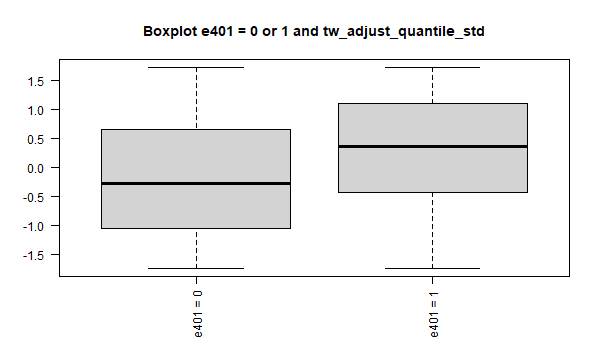 Boxplot e401 = 0 or 1 and tw_adjust_quantile_std
1.5
1.0
0.5
0.0
-0.5
-1.0
-1.5
e401 = 0
e401 = 1